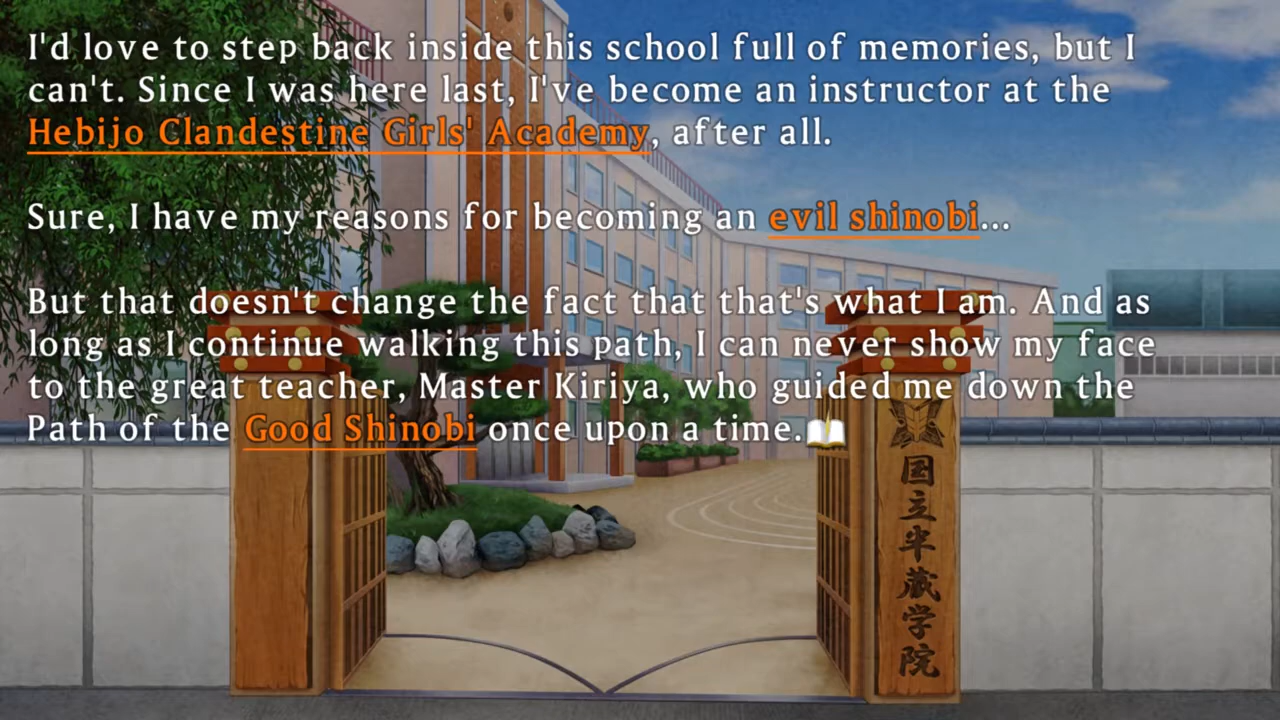 I'd love to step back inside this school full of memories, but I
can't. Since I was here last, I've become an instructor at the
Hebijo Clandestine Girls' Academy, after all.
Sure, I have my reasons for becoming an evil shinobi...
But that doesn't change the fact that that's what I am. And as
long as I continue walking this path, I can never show my face
to the great teacher, Master Kiriya, who guided me down the
Path of the Good Shinobi once upon a time.
国立半蔵学院